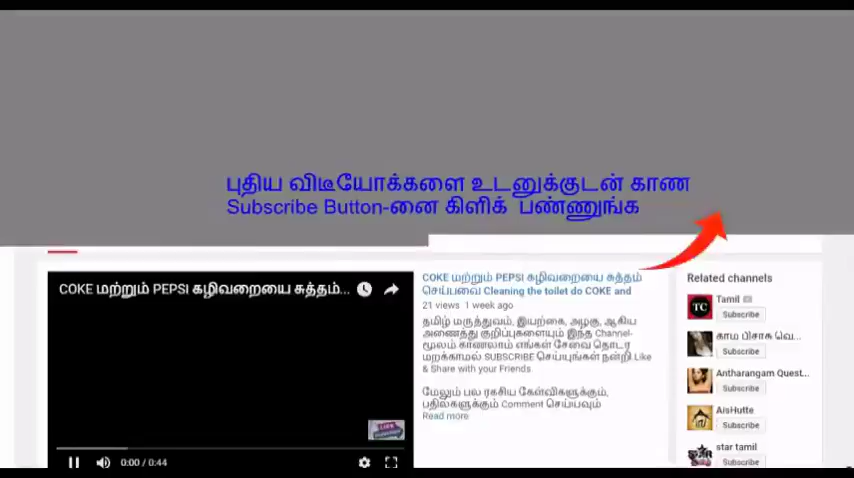 புதிய விடீயோக்களை உடனுக்குடன் காண
Subscribe Button-னை கிளிக் பண்ணுங்க
COKE மற்றும் PEPSI கழிவறையை சுத்தம்...
0:00 / 0:44
COKE மற்றும் PEPSI கழிவறையை சுத்தம்
செய்பவை Cleaning the toilet do COKE and
21 views 1 week ago
தமிழ் மருத்துவம், இயற்கை, அழகு, ஆகிய
அணைத்து குறிப்புகளையும் இந்த Channel-
மூலம் காணலாம் எங்கள் சேவை தொடர
மறக்காமல் SUBSCRIBE செய்யுங்கள் நன்றி Like
& Share with your Friends
மேலும் பல ரகசிய கேள்விகளுக்கும்,
பதில்களுக்கும் Comment செய்யவும்
Read more
Related channels
TC
Tamil
Subscribe
காம பிசாசு வெ...
Subscribe
Antharangam Quest...
Subscribe
AisHutte
Subscribe
star tamil
STAR
Subscribe